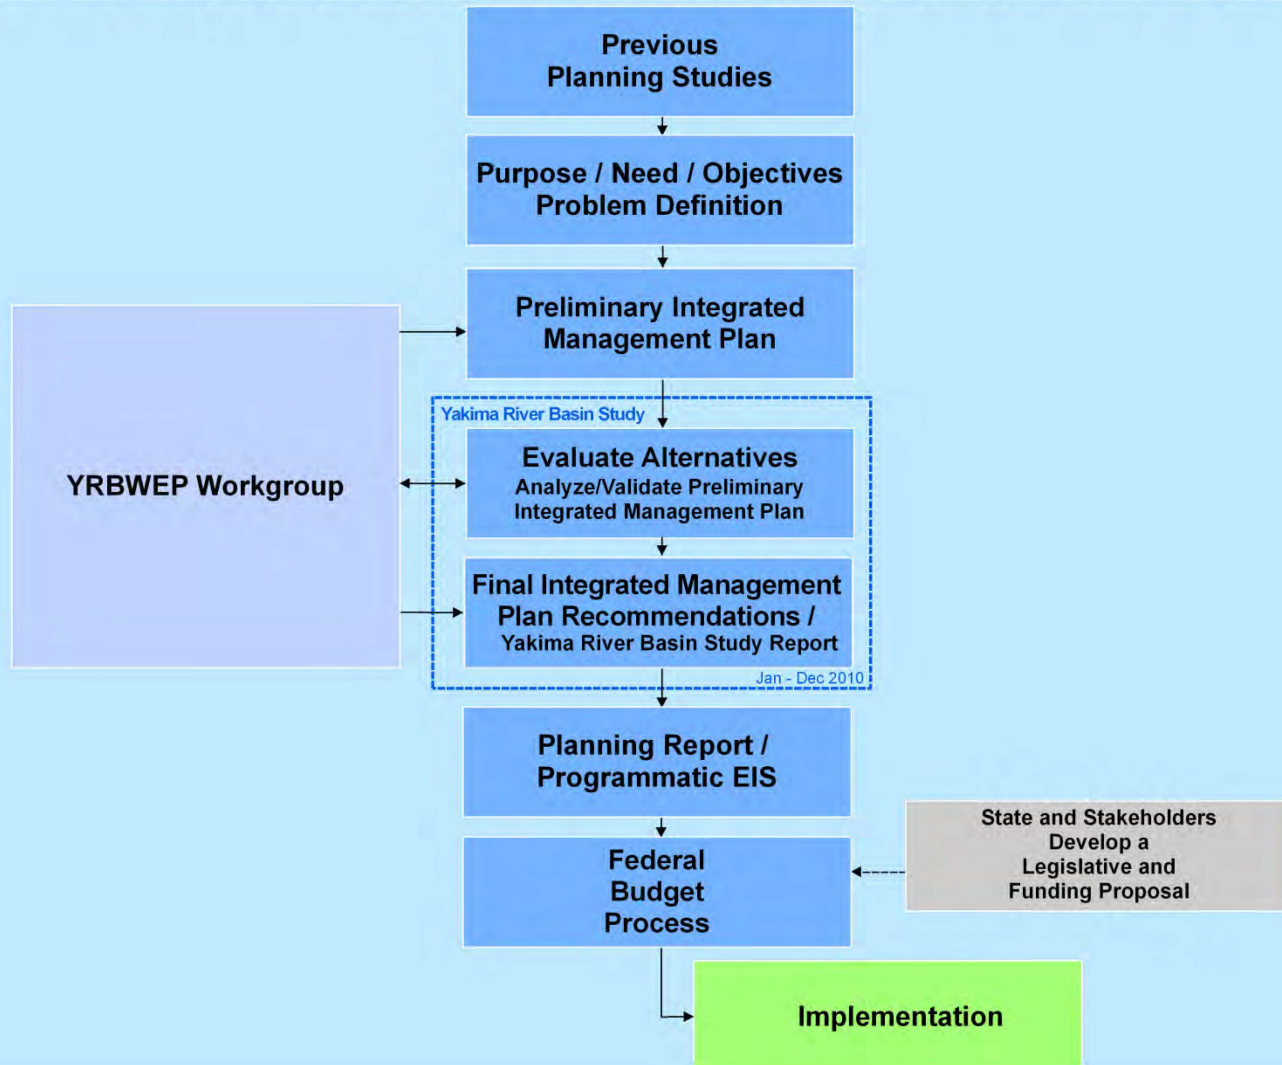 Previous
Planning Studies
Purpose / Need / Objectives
Problem Definition
Preliminary Integrated
Management Plan
YRBWEP Workgroup
Yakima River Basin Study
Evaluate Alternatives
Analyze/Validate Preliminary
Integrated Management Plan
Final Integrated Management
Plan Recommendations /
Yakima River Basin Study Report
Jan - Dec 2010
Planning Report /
Programmatic EIS
Federal
Budget
Process
State and Stakeholders
Develop a
Legislative and
Funding Proposal
Implementation